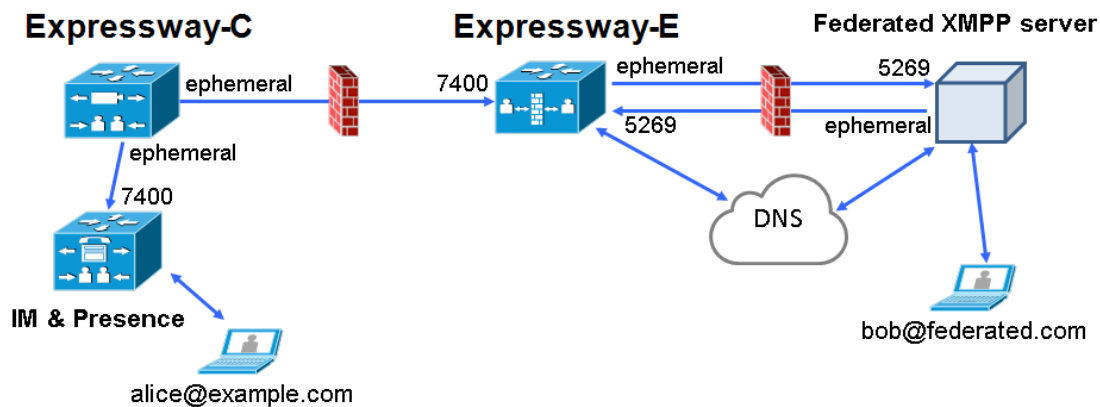 Expressway-C
Expressway-E
Federated XMPP server
ephemeral
7400
ephemeral
5269
5269
ephemeral
ephemeral
7400
DNS
IM & Presence
alice@example.com
bob@federated.com